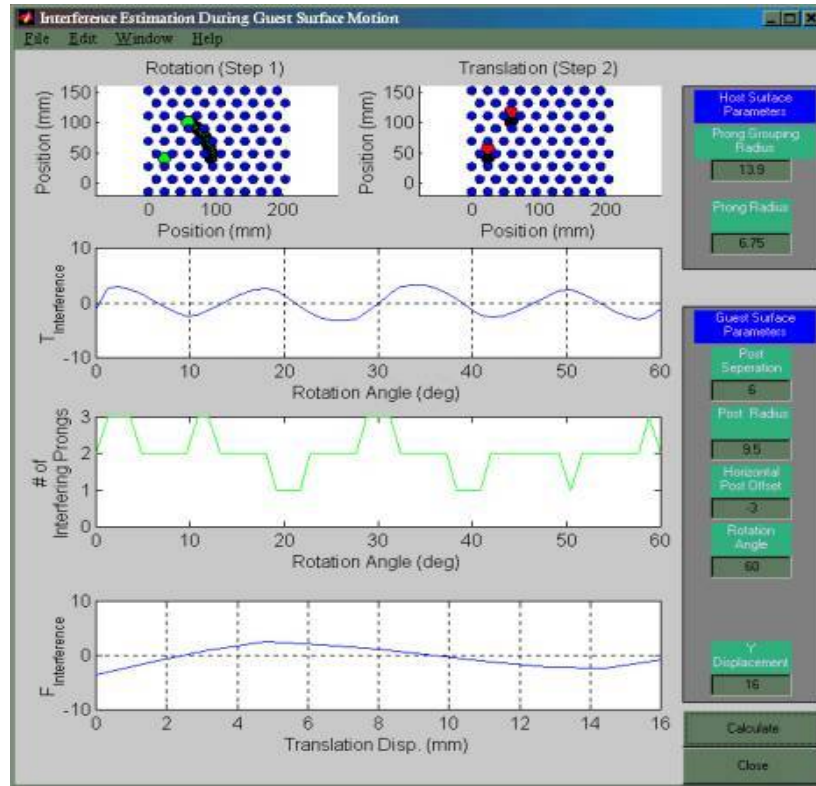 Interference Estimation During Guest Surface Motion
File Edit Window Help
Rotation (Step 1)
Position (mm)
150
100
50
0
0 100 200
Position (mm)
Translation (Step 2)
Position (mm)
150
100
50
0
0 100 200
Position (mm)
T Interference
10
0
-10
0 10 20 30 40 50 60
Rotation Angle (deg)
# of
Interfering Prongs
3
2
1
0
0 10 20 30 40 50 60
Rotation Angle (deg)
F Interference
10
0
-10
0 2 4 6 8 10 12 14 16
Translation Disp. (mm)
Host Surface
Parameters
Prong Grouping
Radius
13.9
Prong Radius
6.75
Guest Surface
Parameters
Post
Seperation
6
Post Radius
9.5
Horizontal
Post Offset
-3
Rotation
Angle
60
Y
Displacement
16
Calculate
Close